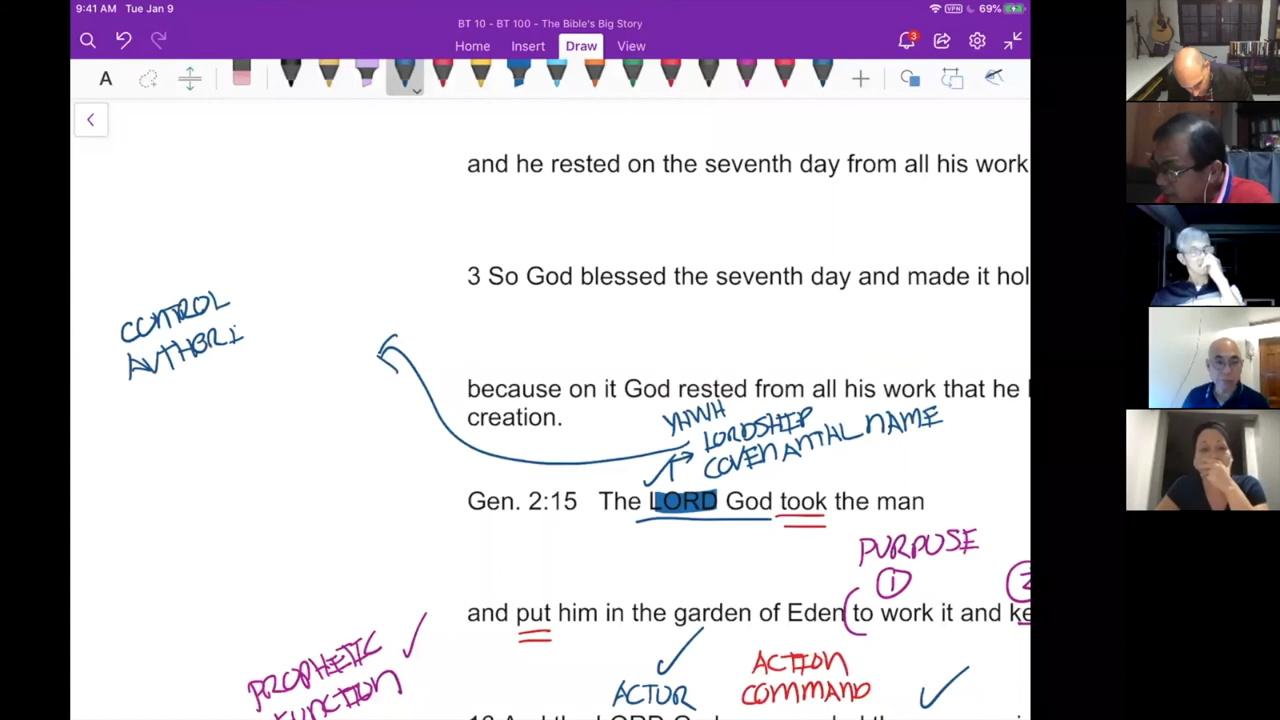 9:41 AM Tue Jan 9
VPN 69%
BT 10 - BT 100 - The Bible's Big Story
Home Insert Draw View
3
A
and he rested on the seventh day from all his work
3 So God blessed the seventh day and made it hol
CONTROL
AUTHORI
because on it God rested from all his work that he
creation.
YHWH
LORDSHIP
COVENANTAL NAME
Gen. 2:15 The LORD God took the man
PURPOSE
1 2
and put him in the garden of Eden (to work it and ke
PROPHETIC
FUNCTION
ACTOR
ACTION
COMMAND